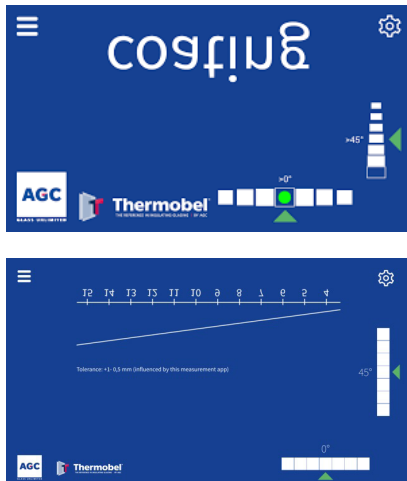 coating
>45°
>0°
AGC
GLASS UNLIMITED
Thermobel
THE REFERENCE IN INSULATING GLAZING | BY AGC
15 14 13 12 11 10 9 8 7 6 5 4
Tolerance: +1- 0,5 mm (influenced by this measurement app)
45°
0°
AGC
Thermobel